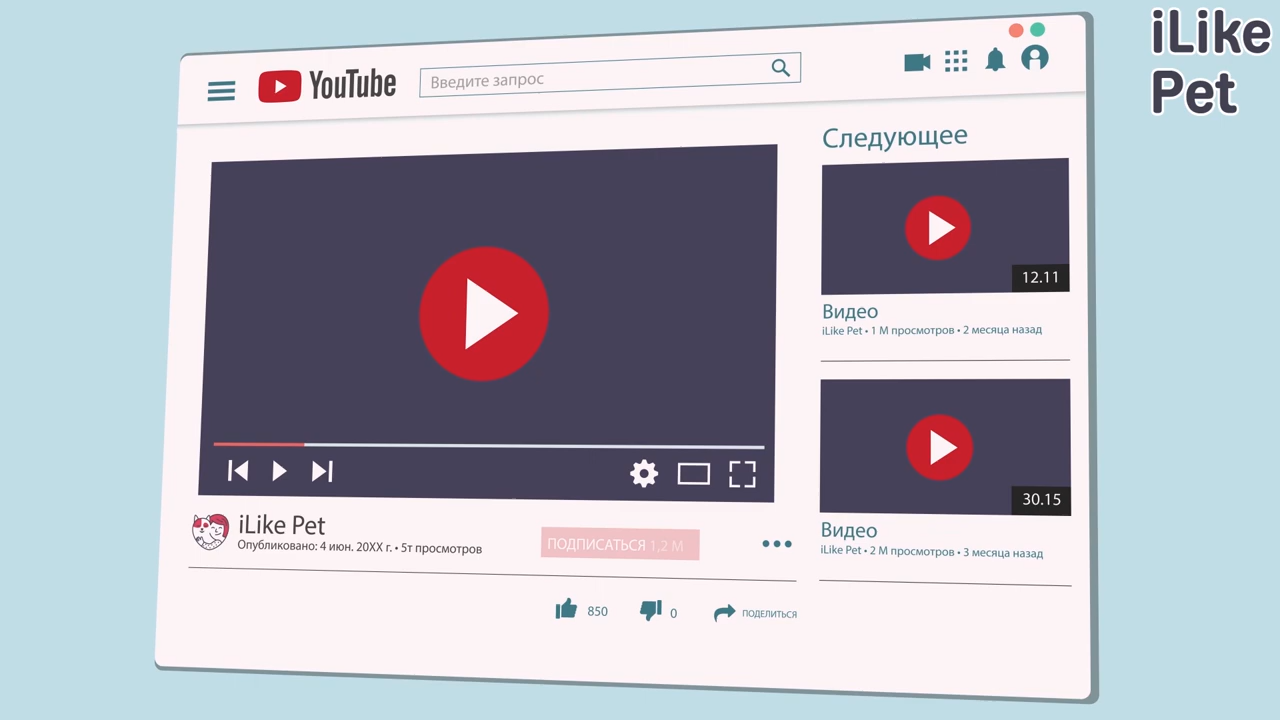 iLike
Pet
YouTube
Введите запрос
Следующее
12.11
Видео
iLike Pet • 1 M просмотров • 2 месяца назад
30.15
Видео
iLike Pet • 2 M просмотров • 3 месяца назад
iLike Pet
Опубликовано: 4 июн. 20XX г. • 5т просмотров
ПОДПИСАТЬСЯ 1,2 M
850
0
ПОДЕЛИТЬСЯ